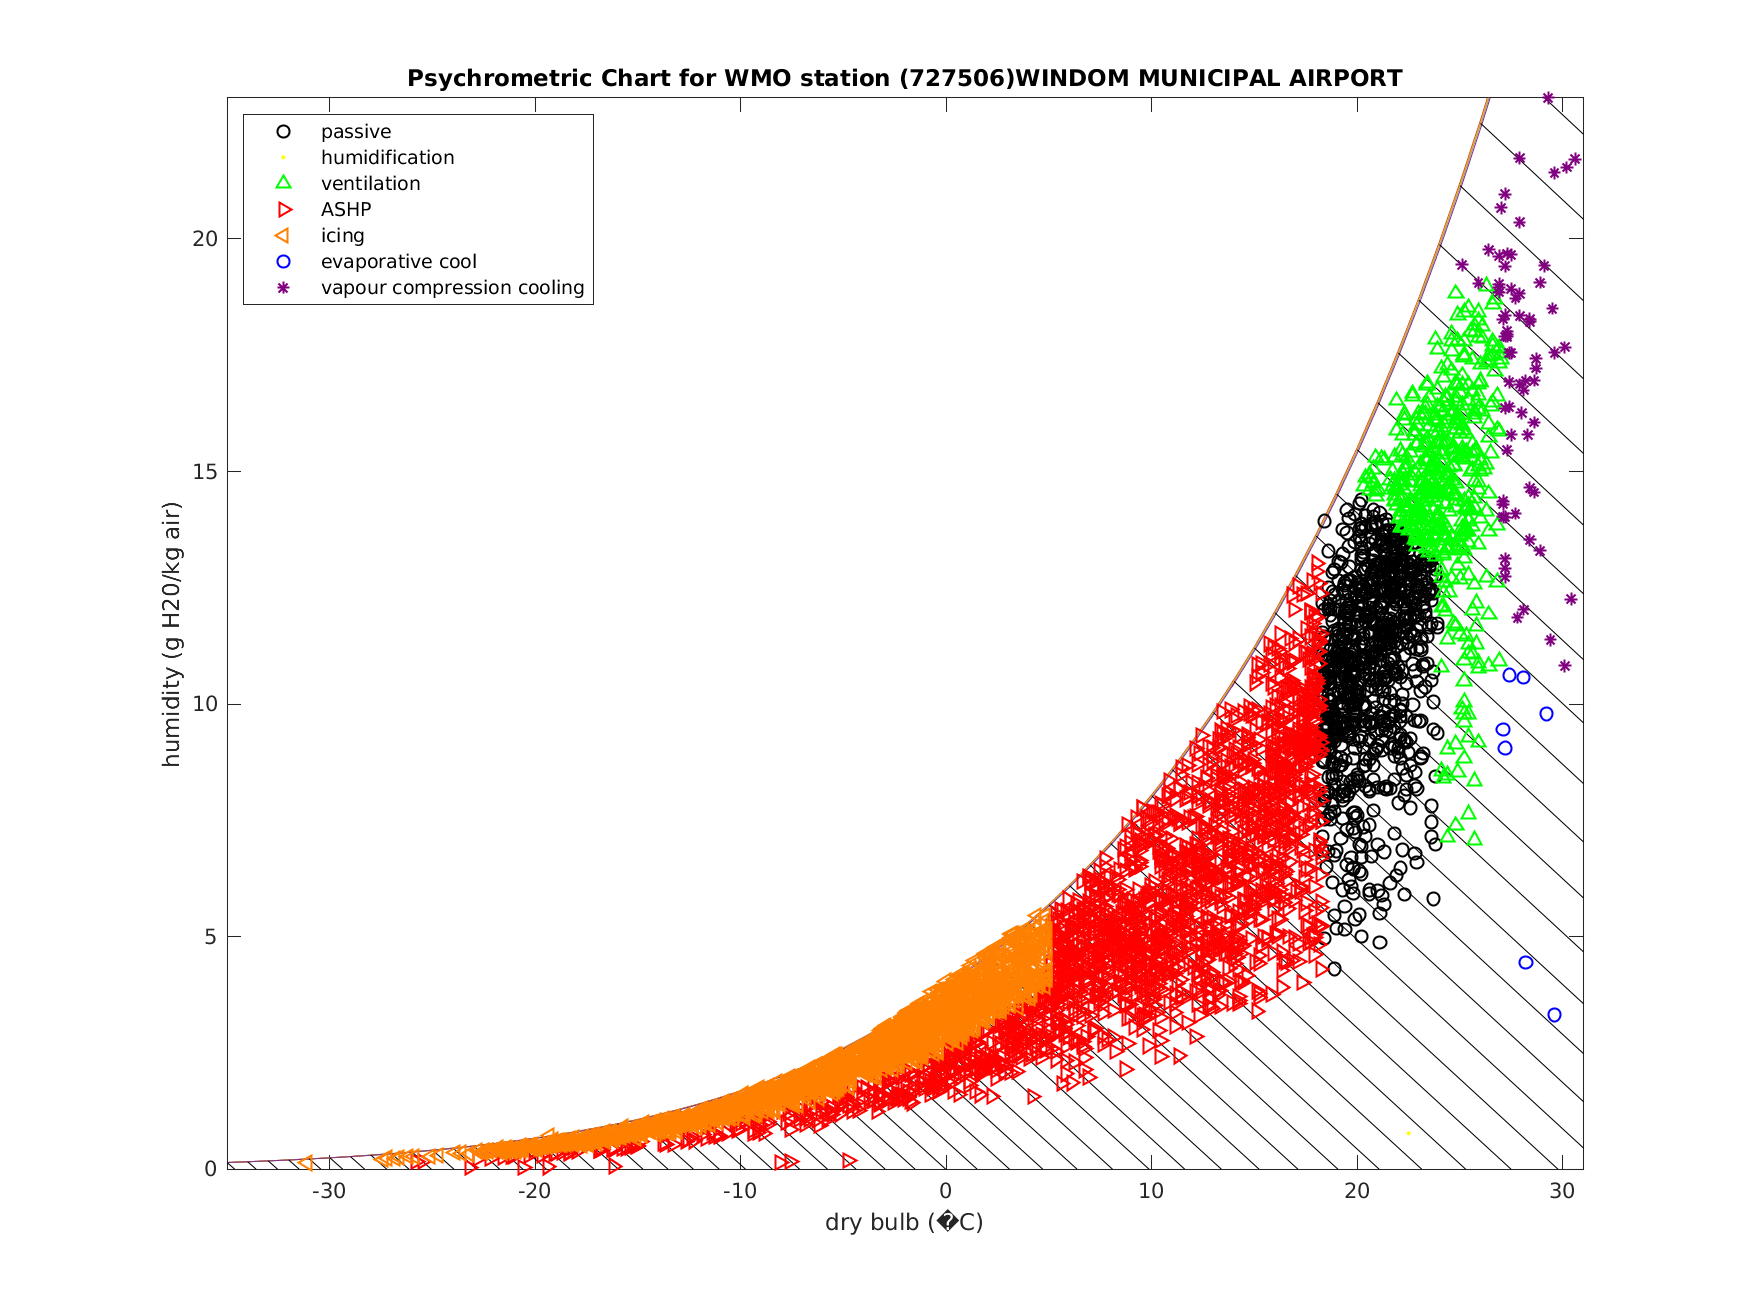 Psychrometric Chart for WMO station (727506)WINDOM MUNICIPAL AIRPORT
passive
humidification
ventilation
ASHP
icing
evaporative cool
vapour compression cooling
humidity (g H20/kg air)
20
15
10
5
0
-30 -20 -10 0 10 20 30
dry bulb (�C)